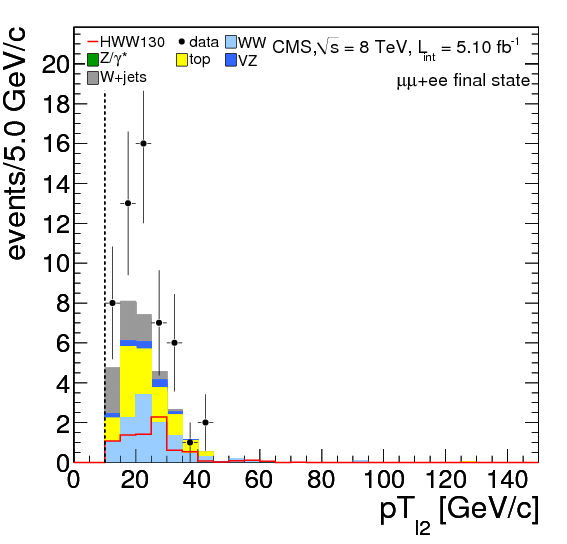 HWW130 data WW CMS,√s = 8 TeV, L_int = 5.10 fb⁻¹
Z/γ* top VZ
W+jets μμ+ee final state
events/5.0 GeV/c
20
18
16
14
12
10
8
6
4
2
0
0 20 40 60 80 100 120 140
pT_l2 [GeV/c]